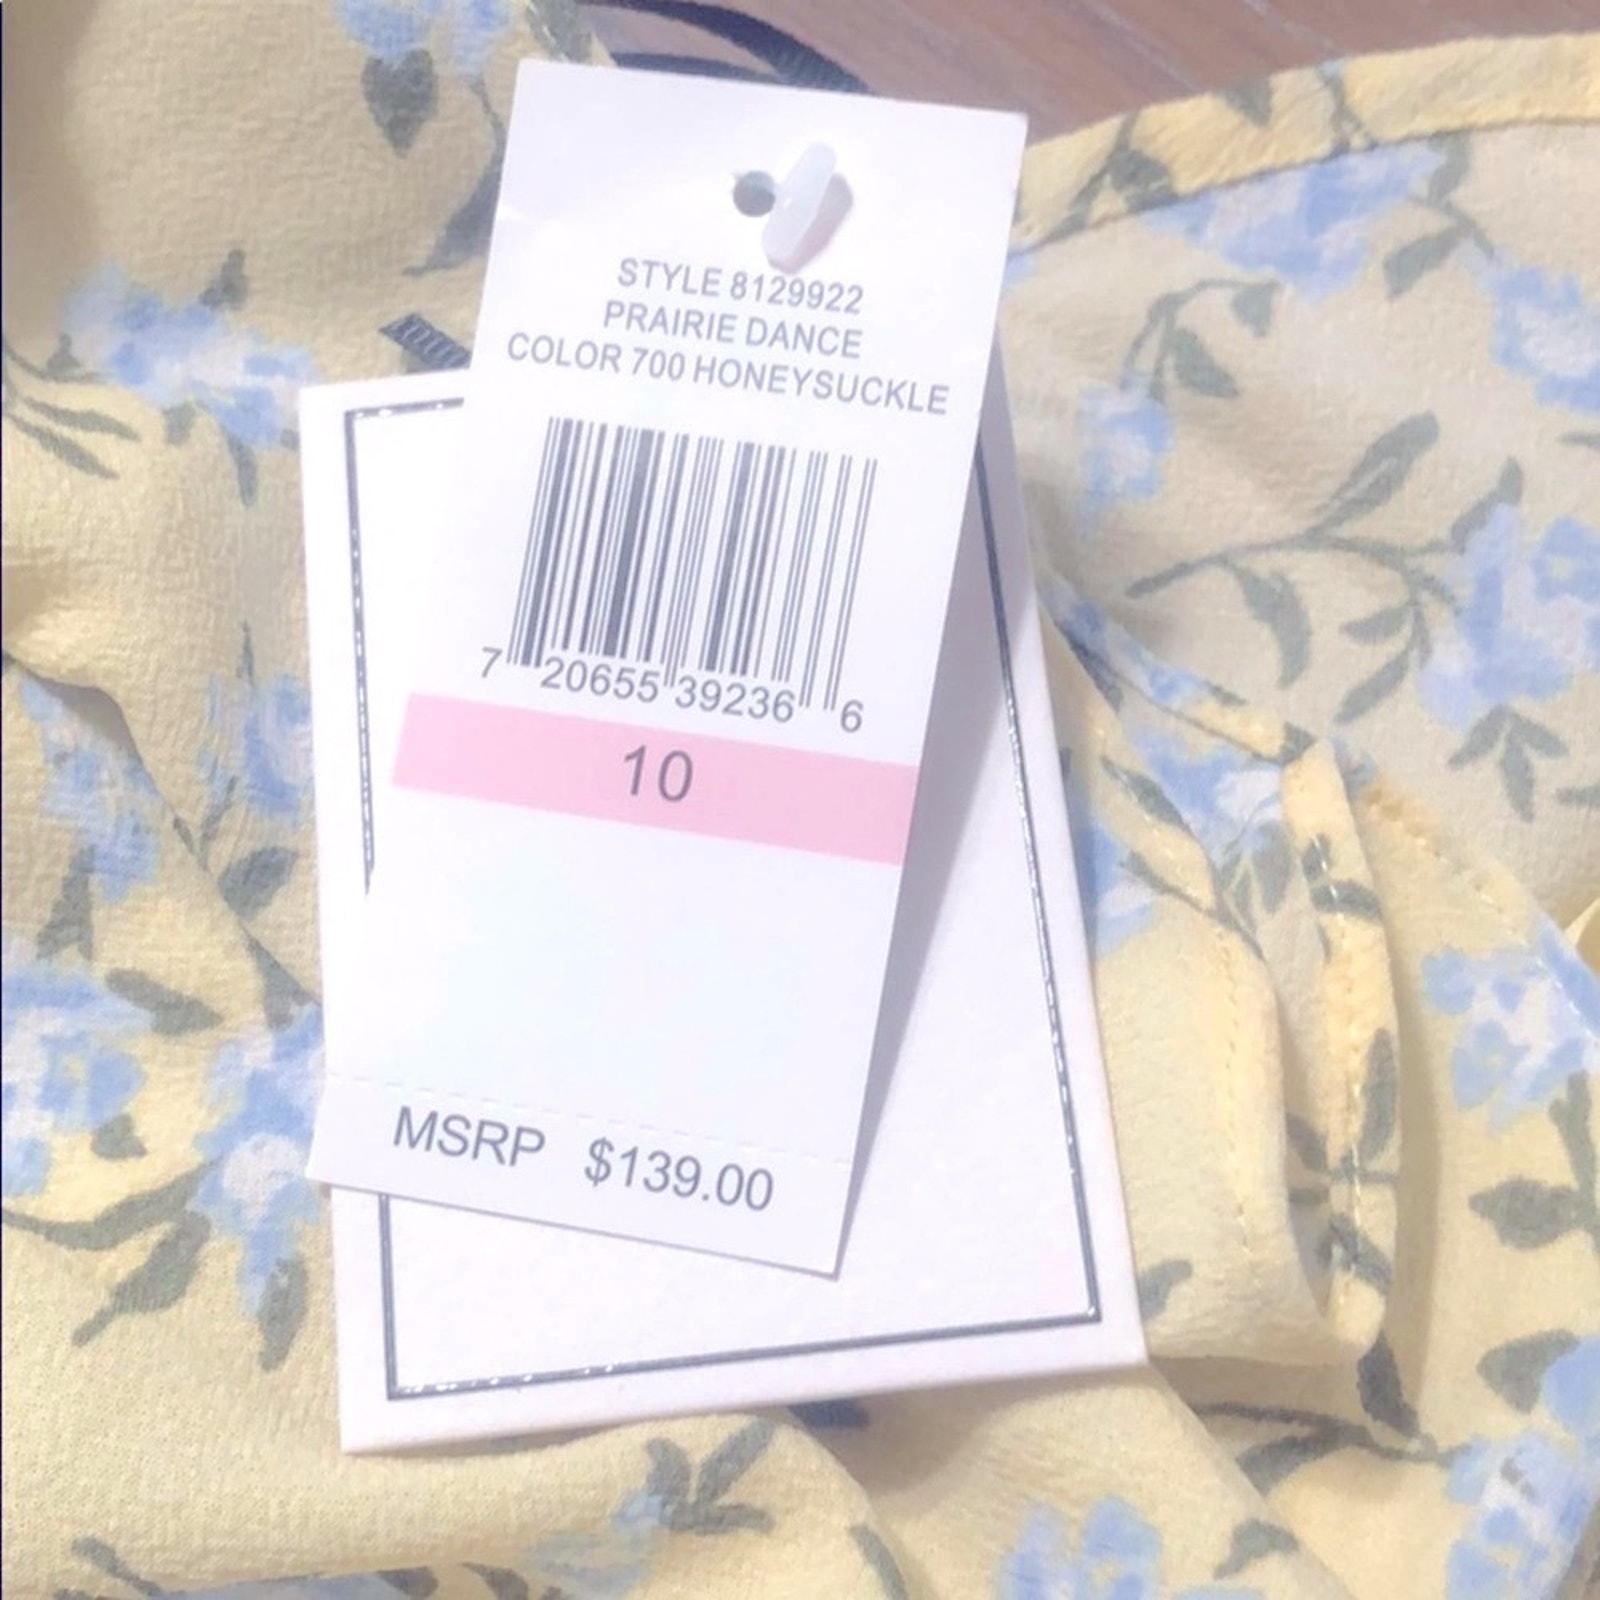 STYLE 8129922
PRAIRIE DANCE
COLOR 700 HONEYSUCKLE
7 20655 39236 6
10
MSRP $139.00